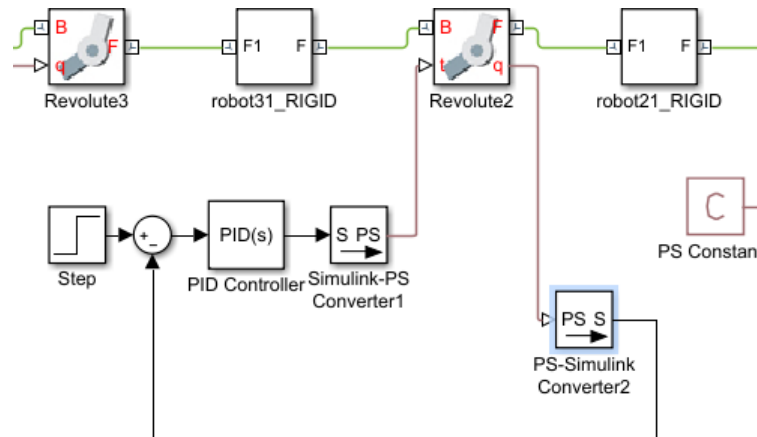 B
F
q
Revolute3
F1
F
robot31_RIGID
B
F
t
q
Revolute2
F1
F
robot21_RIGID
Step
+
−
PID(s)
PID Controller
S PS
Simulink-PS
Converter1
C
PS Constan
PS S
PS-Simulink
Converter2